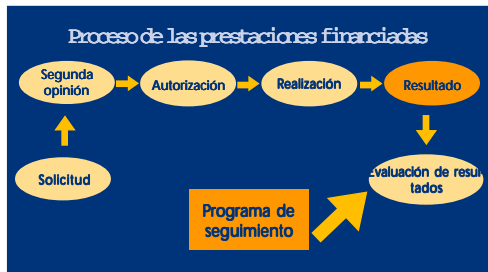 Proceso de las prestaciones financiadas
Segunda
opinión
Autorización
Realización
Resultado
Solicitud
Evaluación de resul-
tados
Programa de
seguimiento